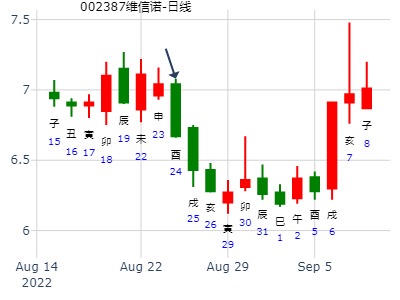 002387维信诺-日线
7.5
7
6.5
6
子 15
丑 16
寅 17
卯 18
辰 19
未 22
申 23
酉 24
戌 25
亥 26
寅 29
卯 30
辰 31
巳 1
午 2
酉 5
戌 6
亥 7
子 8
Aug 14 Aug 22 Aug 29 Sep 5
2022